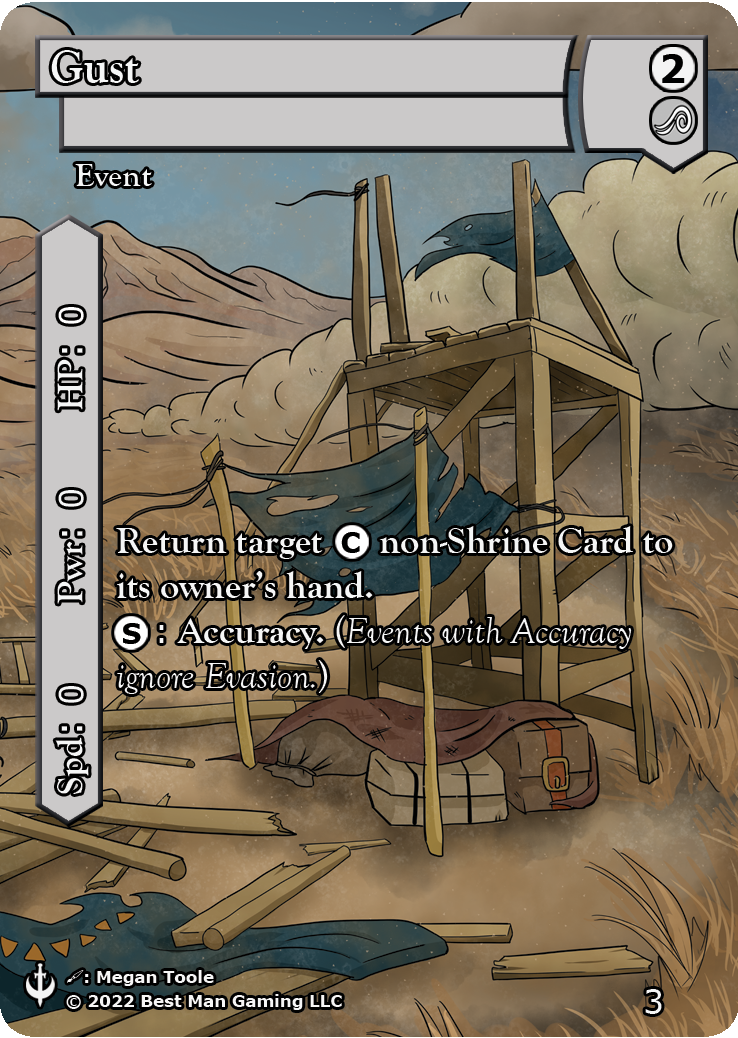 Gust
2
Event
HP: 0
Pwr: 0
Spd: 0
Return target C non-Shrine Card to
its owner's hand.
S : Accuracy. (Events with Accuracy
ignore Evasion.)
: Megan Toole
© 2022 Best Man Gaming LLC
3